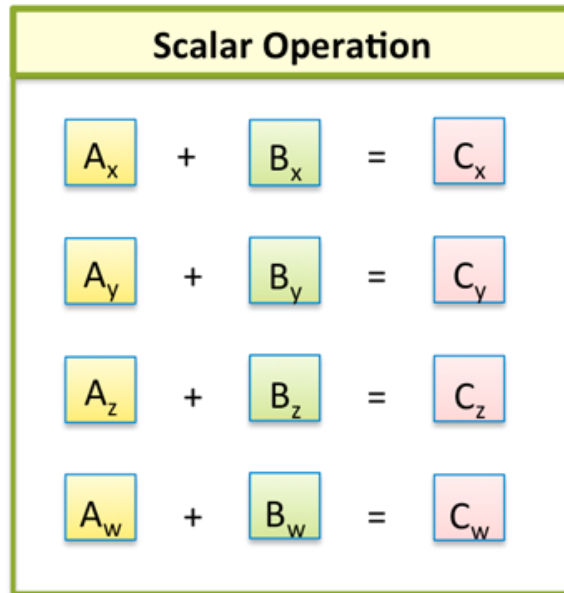 Scalar Operation
Ax + Bx = Cx
Ay + By = Cy
Az + Bz = Cz
Aw + Bw = Cw